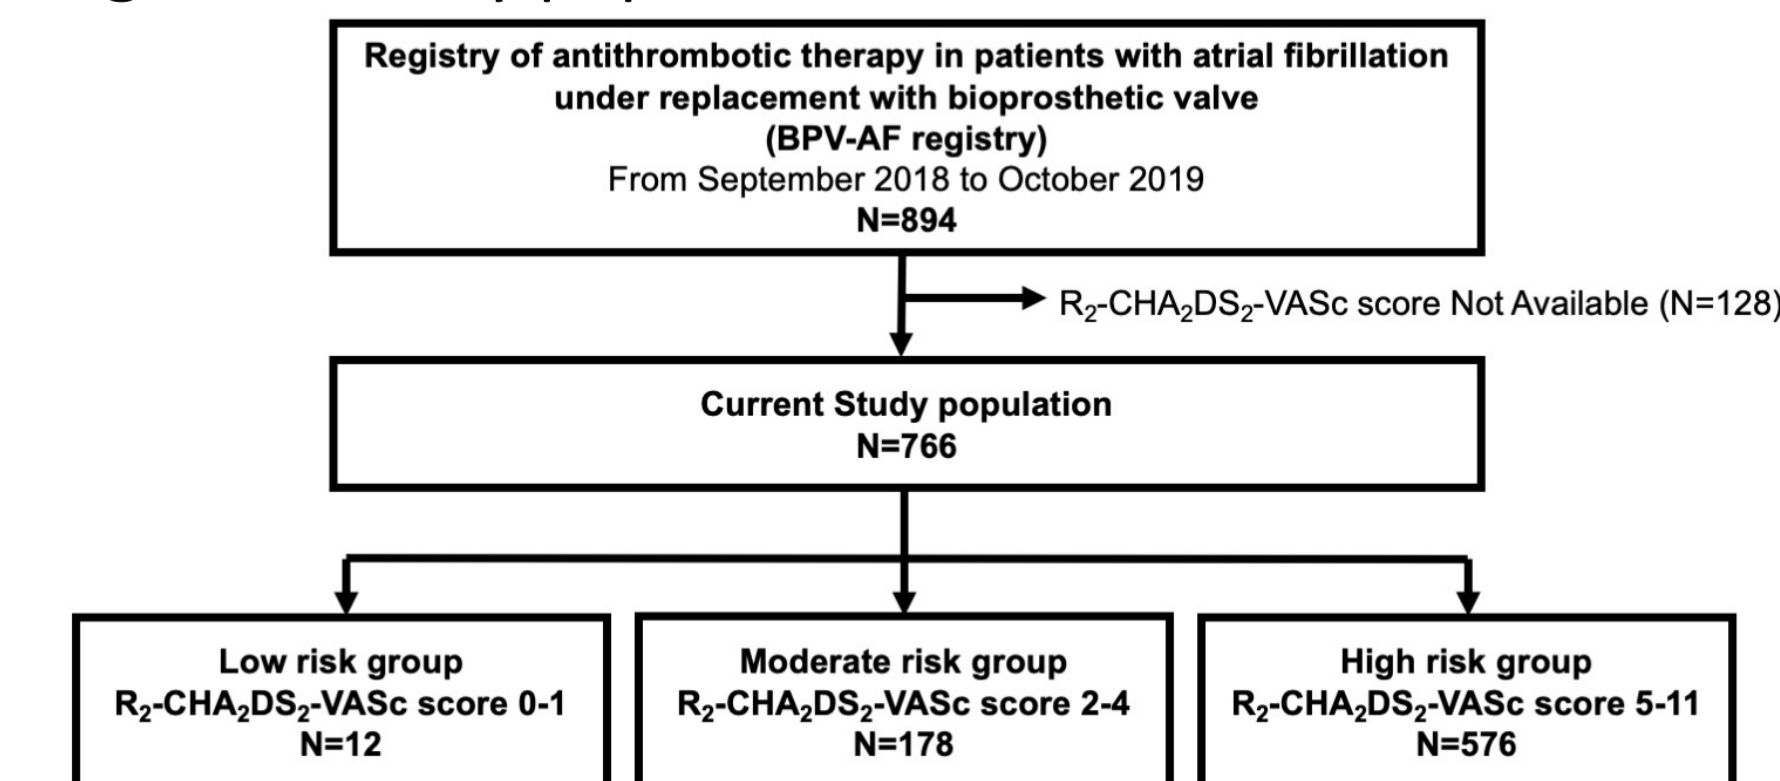 Registry of antithrombotic therapy in patients with atrial fibrillation
under replacement with bioprosthetic valve
(BPV-AF registry)
From September 2018 to October 2019
N=894
R₂-CHA₂DS₂-VASc score Not Available (N=128)
Current Study population
N=766
Low risk group
R₂-CHA₂DS₂-VASc score 0-1
N=12
Moderate risk group
R₂-CHA₂DS₂-VASc score 2-4
N=178
High risk group
R₂-CHA₂DS₂-VASc score 5-11
N=576